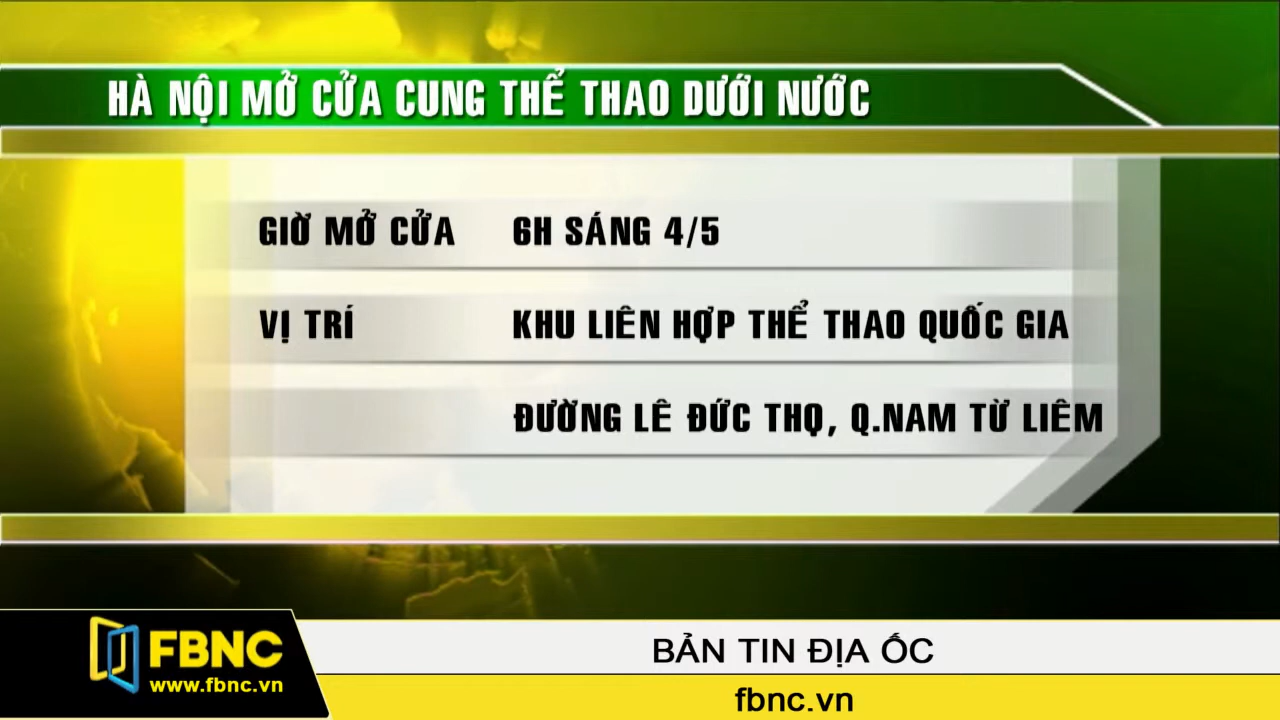 HÀ NỘI MỞ CỬA CUNG THỂ THAO DƯỚI NƯỚC
GIỜ MỞ CỬA 6H SÁNG 4/5
VỊ TRÍ KHU LIÊN HỢP THỂ THAO QUỐC GIA
ĐƯỜNG LÊ ĐỨC THỌ, Q.NAM TỪ LIÊM
FBNC
www.fbnc.vn
BẢN TIN ĐỊA ỐC
fbnc.vn